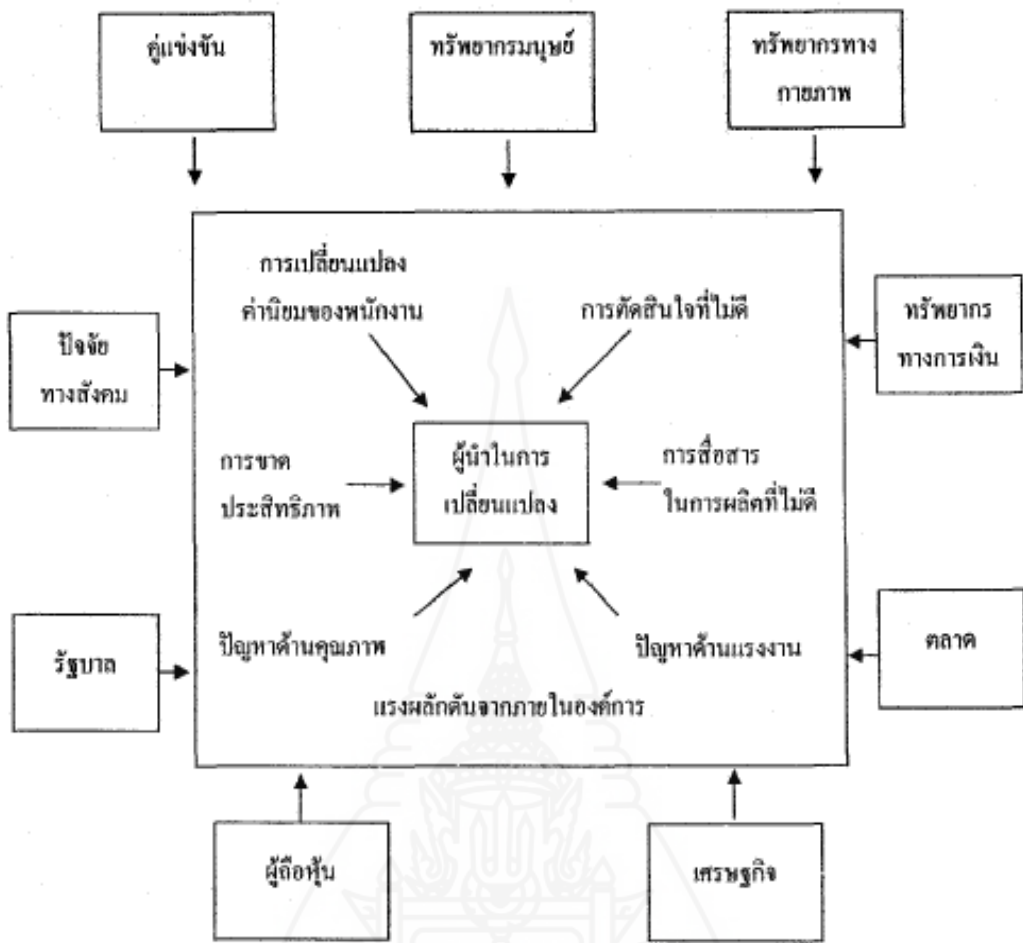 คู่แข่งขัน
ทรัพยากรมนุษย์
ทรัพยากรทาง
กายภาพ
การเปลี่ยนแปลง
ค่านิยมของพนักงาน
การตัดสินใจที่ไม่ดี
ปัจจัย
ทางสังคม
ทรัพยากร
ทางการเงิน
การขาด
ประสิทธิภาพ
ผู้นำในการ
เปลี่ยนแปลง
การสื่อสาร
ในการผลิตที่ไม่ดี
รัฐบาล
ปัญหาด้านคุณภาพ
ปัญหาด้านแรงงาน
ตลาด
แรงผลักดันจากภายในองค์การ
ผู้ถือหุ้น
เศรษฐกิจ